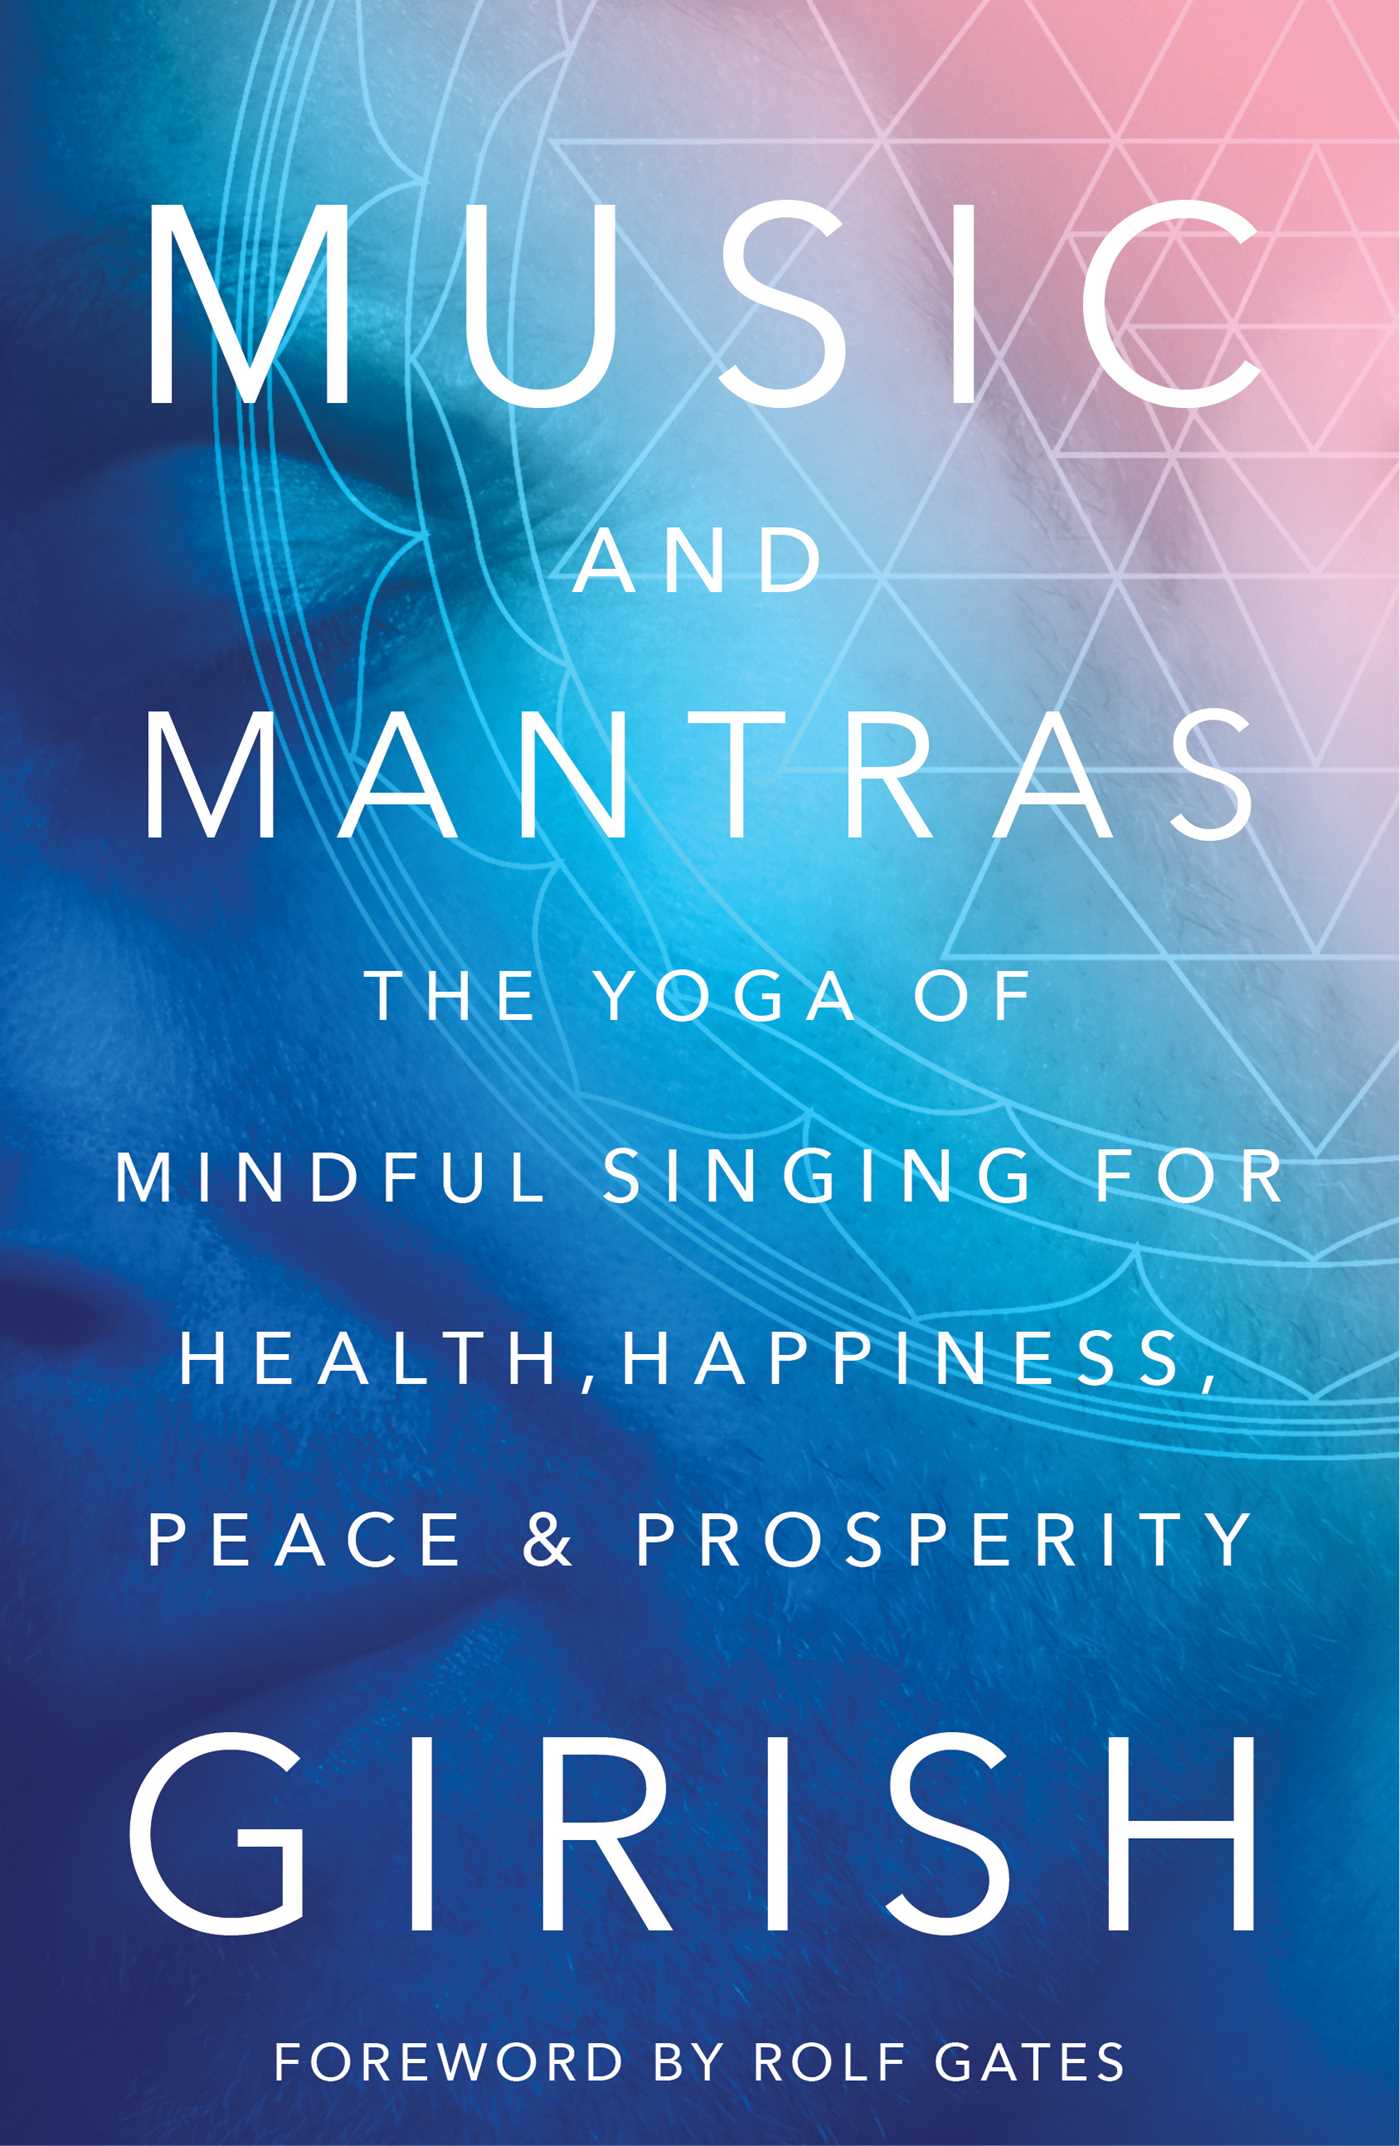 MUSIC
AND
MANTRAS
THE YOGA OF
MINDFUL SINGING FOR
HEALTH, HAPPINESS,
PEACE & PROSPERITY
GIRISH
FOREWORD BY ROLF GATES